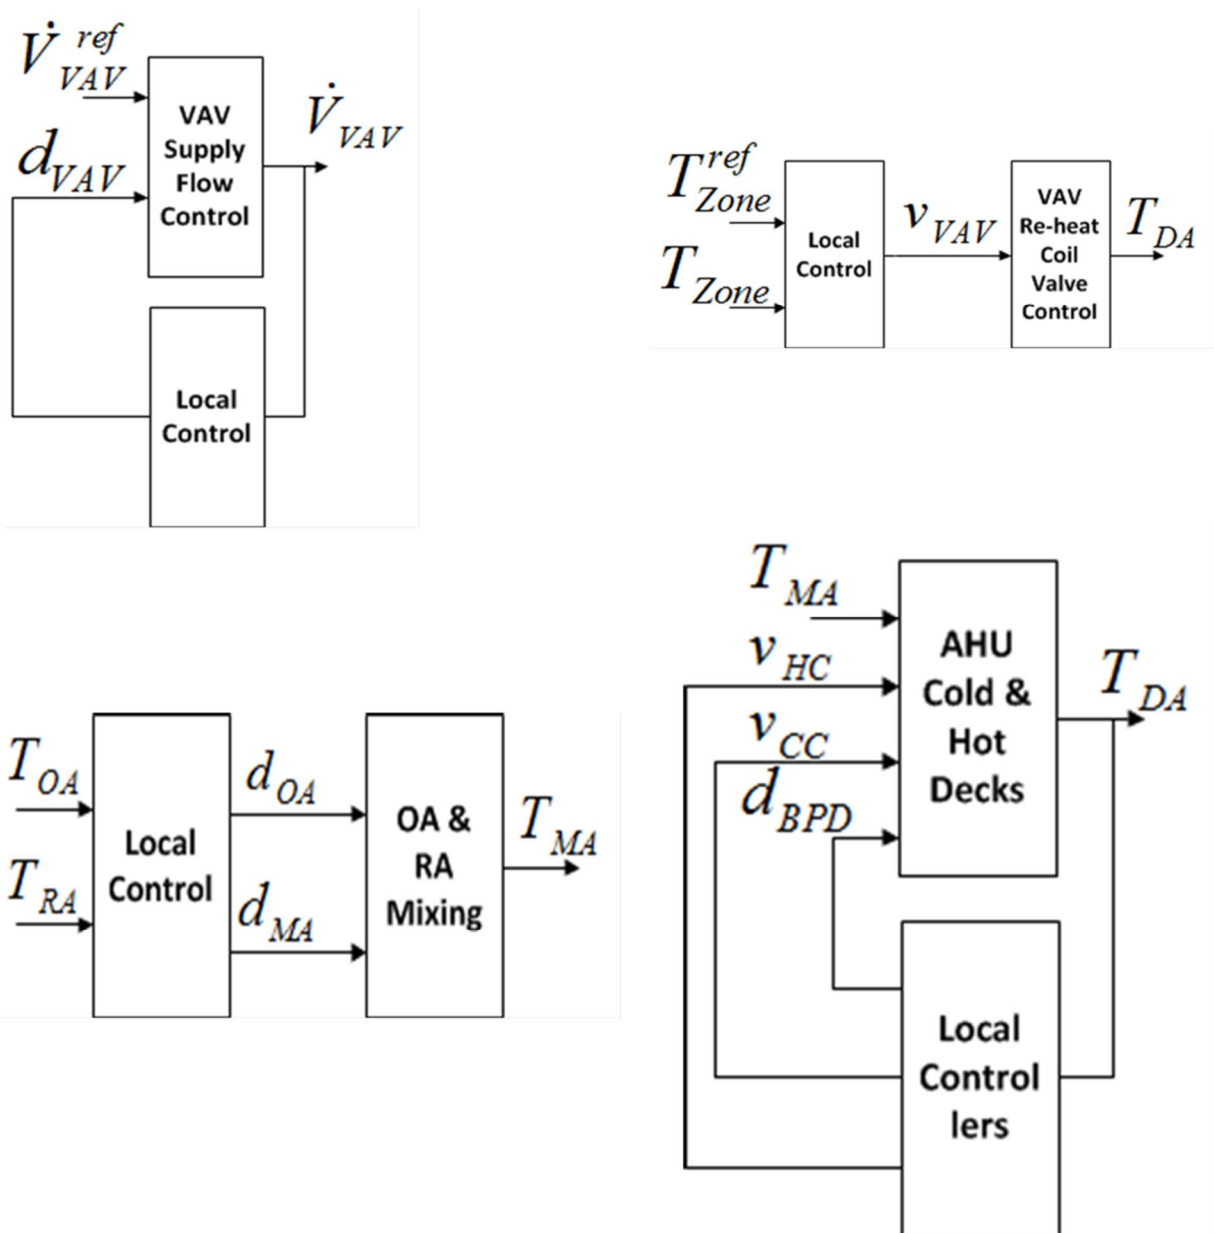 V̇ ref VAV
VAV
Supply
Flow
Control
V̇ VAV
d VAV
Local
Control
T ref Zone
T Zone
Local
Control
v VAV
VAV
Re-heat
Coil
Valve
Control
T DA
T OA
T RA
Local
Control
d OA
d MA
OA &
RA
Mixing
T MA
T MA
v HC
v CC
d BPD
AHU
Cold &
Hot
Decks
T DA
Local
Control
lers